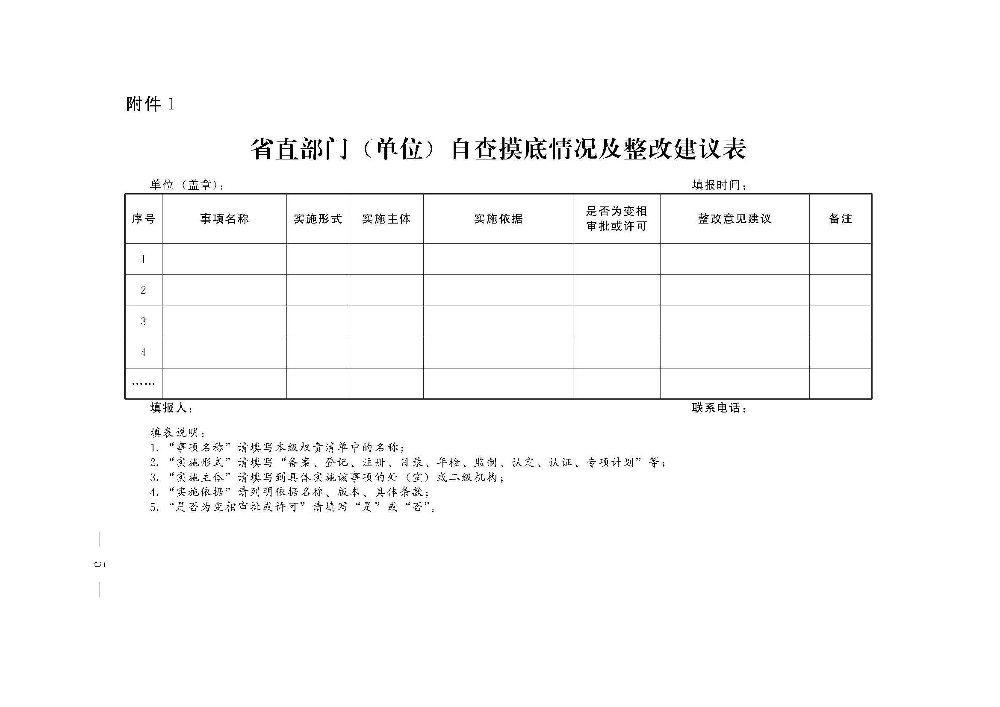 附件 1
省直部门（单位）自查摸底情况及整改建议表
单位（盖章）： 填报时间：
序号 事项名称 实施形式 实施主体 实施依据 是否为变相审批或许可 整改意见建议 备注
1
2
3
4
……
填报人： 联系电话：
填表说明：
1. “事项名称”请填写本级权责清单中的名称；
2. “实施形式”请填写“备案、登记、注册、目录、年检、监制、认定、认证、专项计划”等；
3. “实施主体”请填写到具体实施该事项的处（室）或二级机构；
4. “实施依据”请列明依据名称、版本、具体条款；
5. “是否为变相审批或许可”请填写“是”或“否”。
— 5 —